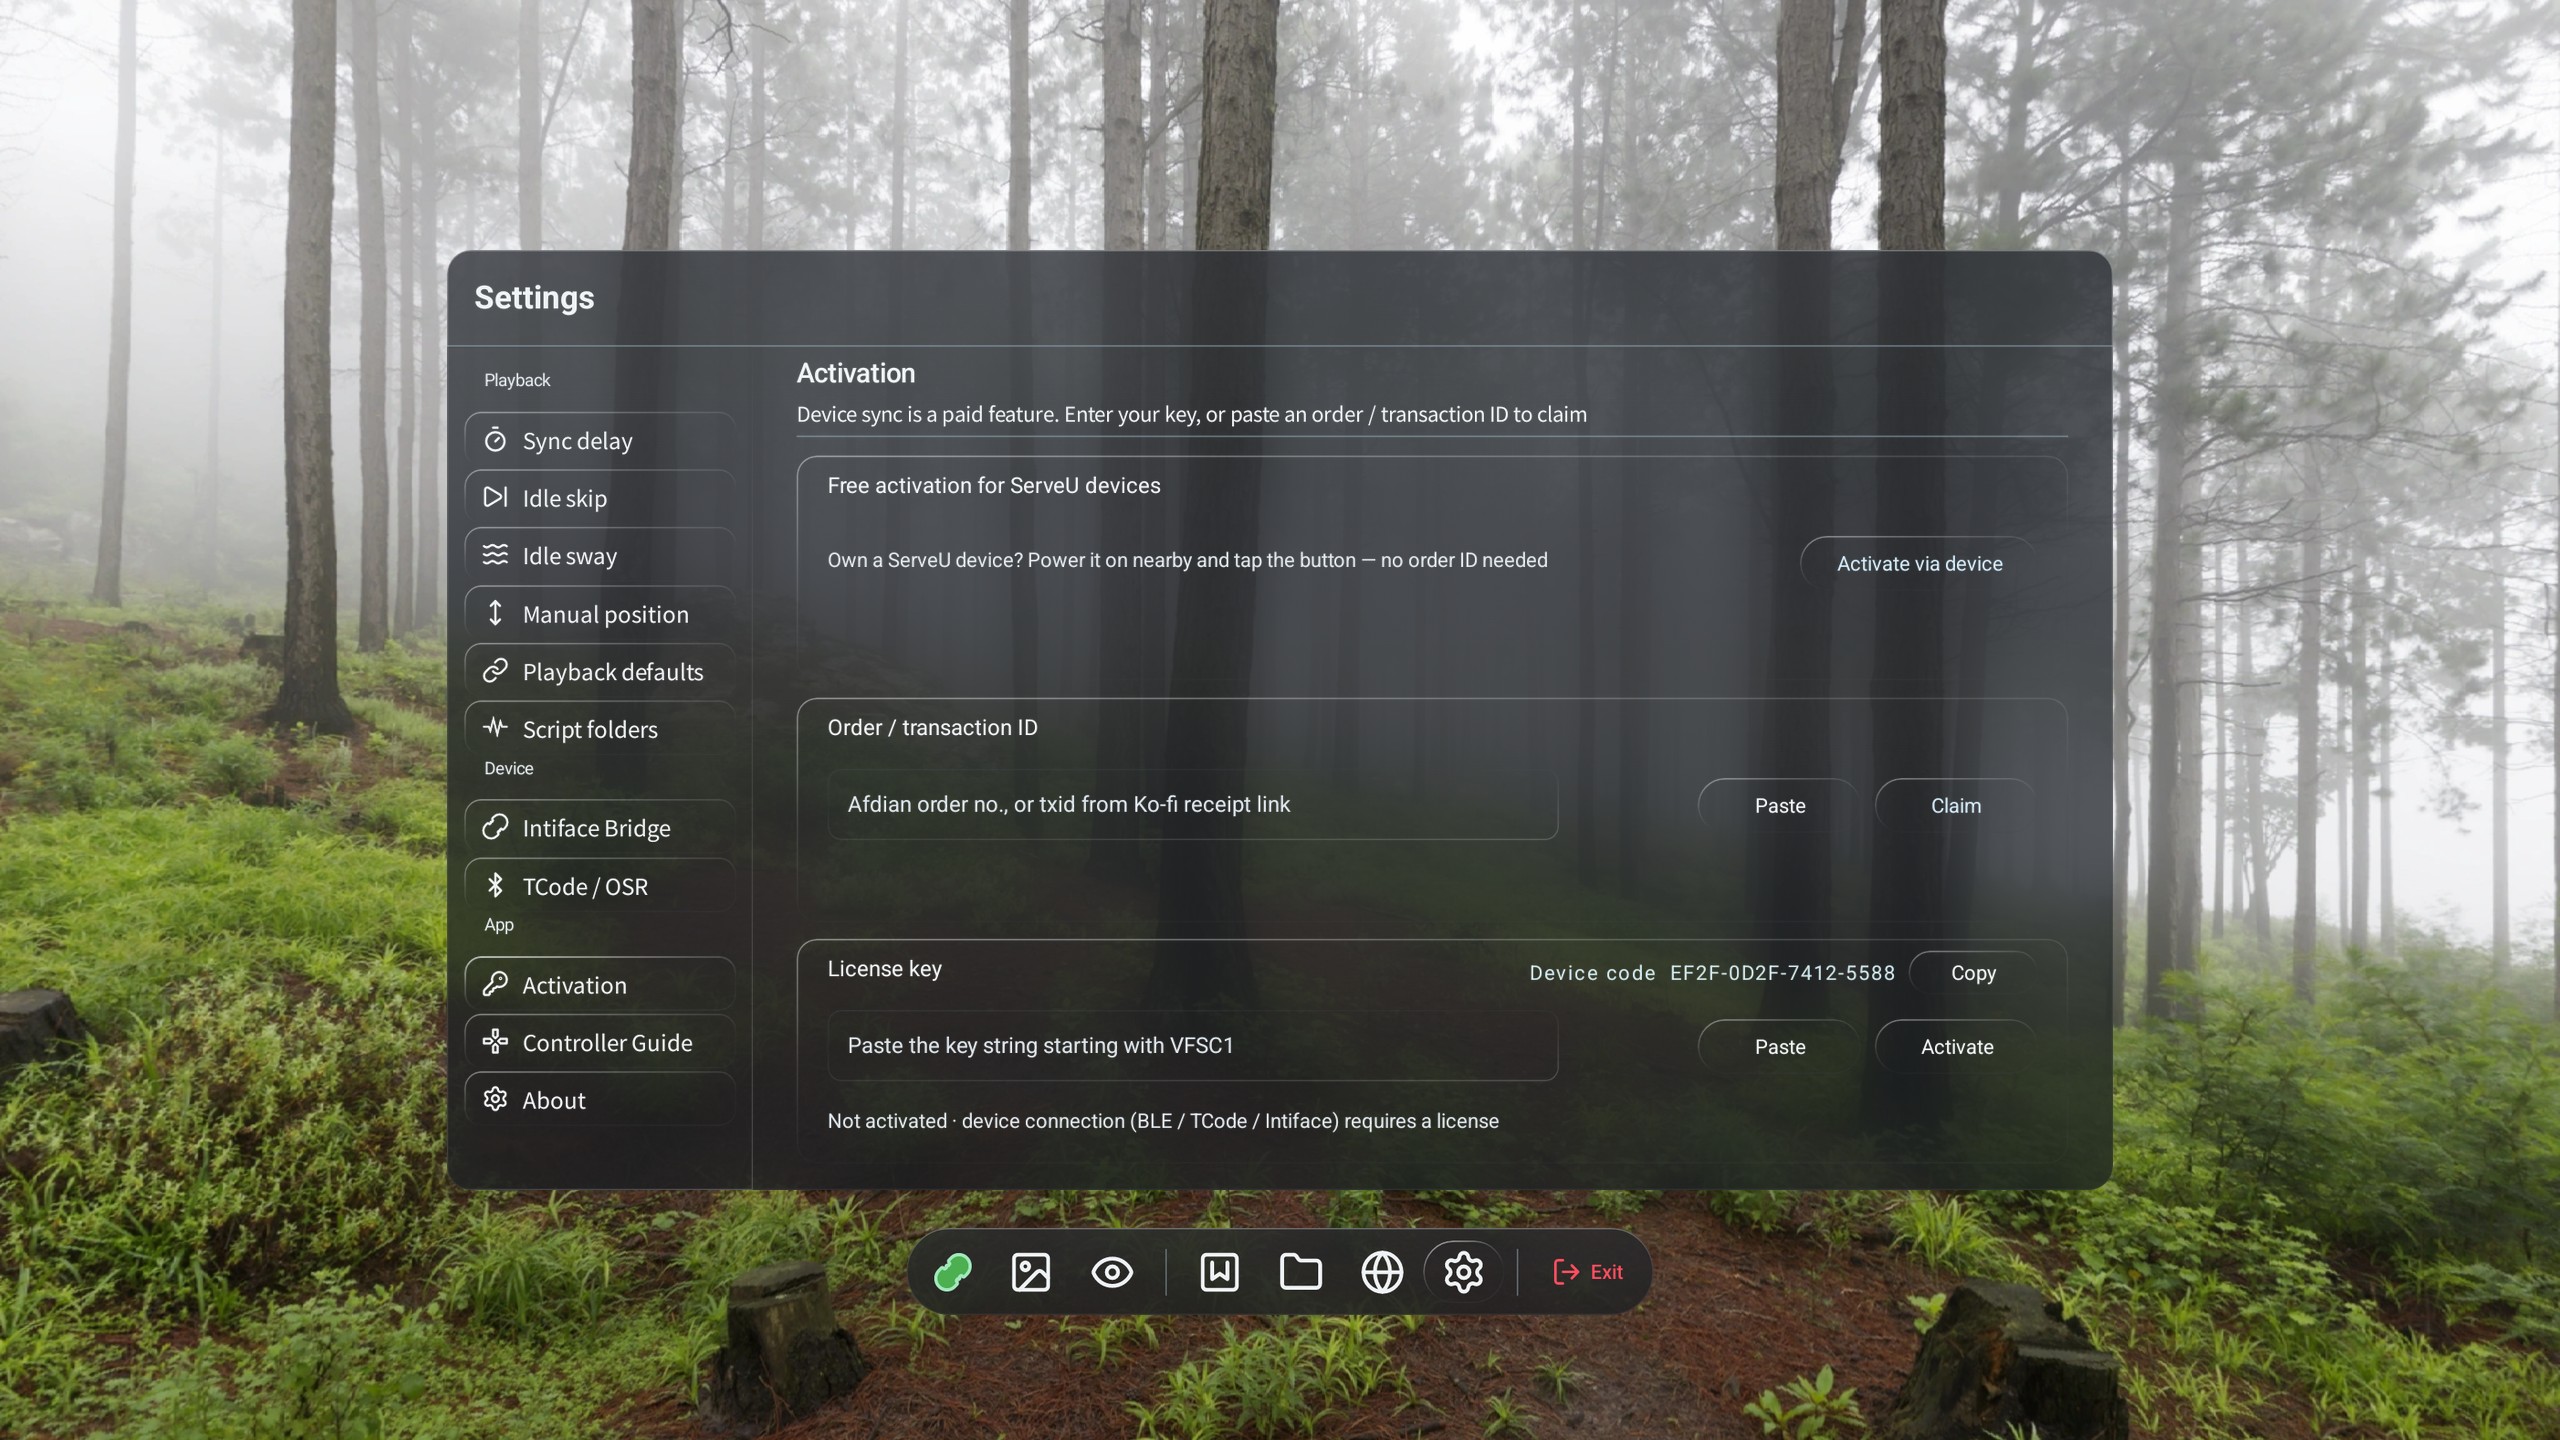 Settings
Playback
Sync delay
Idle skip
Idle sway
Manual position
Playback defaults
Script folders
Device
Intiface Bridge
TCode / OSR
App
Activation
Controller Guide
About
Activation
Device sync is a paid feature. Enter your key, or paste an order / transaction ID to claim
Free activation for ServeU devices
Own a ServeU device? Power it on nearby and tap the button — no order ID needed
Activate via device
Order / transaction ID
Afdian order no., or txid from Ko-fi receipt link
Paste
Claim
License key
Device code EF2F-0D2F-7412-5588
Copy
Paste the key string starting with VFSC1
Paste
Activate
Not activated · device connection (BLE / TCode / Intiface) requires a license
Exit